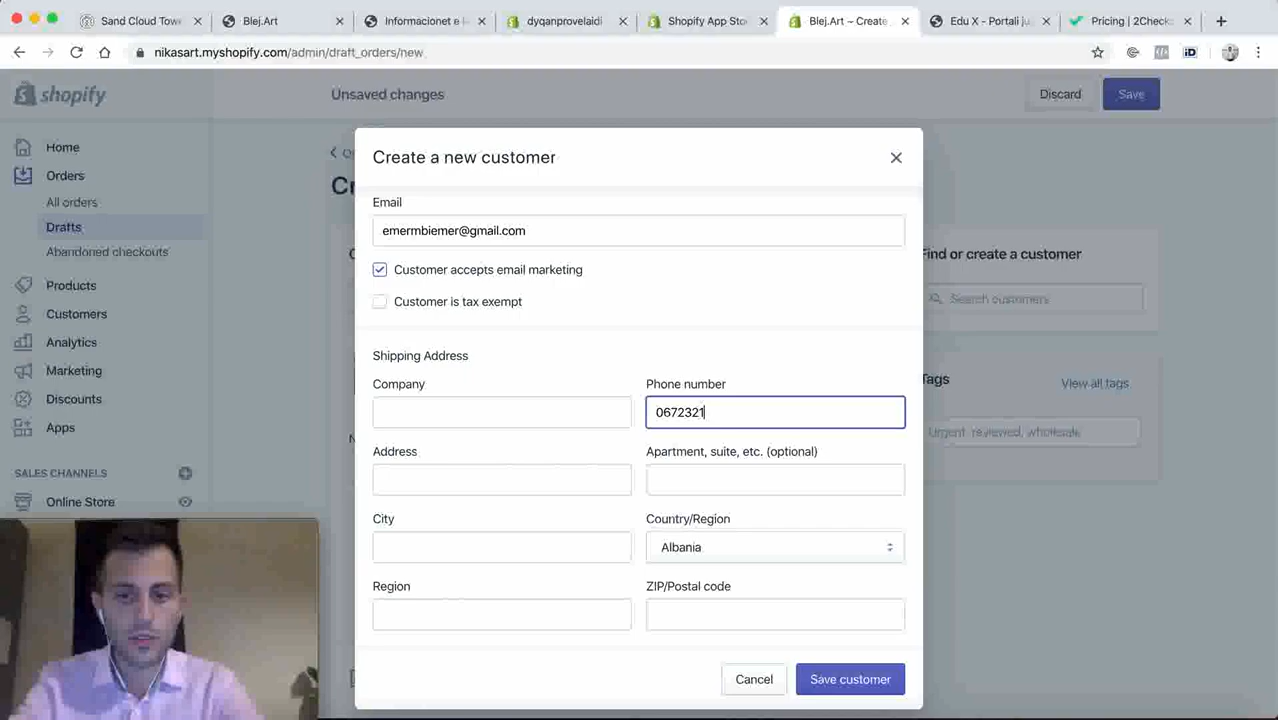 Sand Cloud Tow
Blej.Art
Informacionet e
dyqanprovelaidi
Shopify App Sto
Blej.Art ~ Create
Edu X - Portali ju
Pricing | 2Check
nikasart.myshopify.com/admin/draft_orders/new
shopify
Unsaved changes
Discard
Save
Home
Orders
All orders
Drafts
Abandoned checkouts
Products
Customers
Analytics
Marketing
Discounts
Apps
SALES CHANNELS
Online Store
Create a new customer
Email
emermbiemer@gmail.com
Customer accepts email marketing
Customer is tax exempt
Shipping Address
Company
Phone number
0672321
Address
Apartment, suite, etc. (optional)
City
Country/Region
Albania
Region
ZIP/Postal code
Cancel
Save customer
Find or create a customer
Search customers
Tags
View all tags
Urgent, reviewed, wholesale